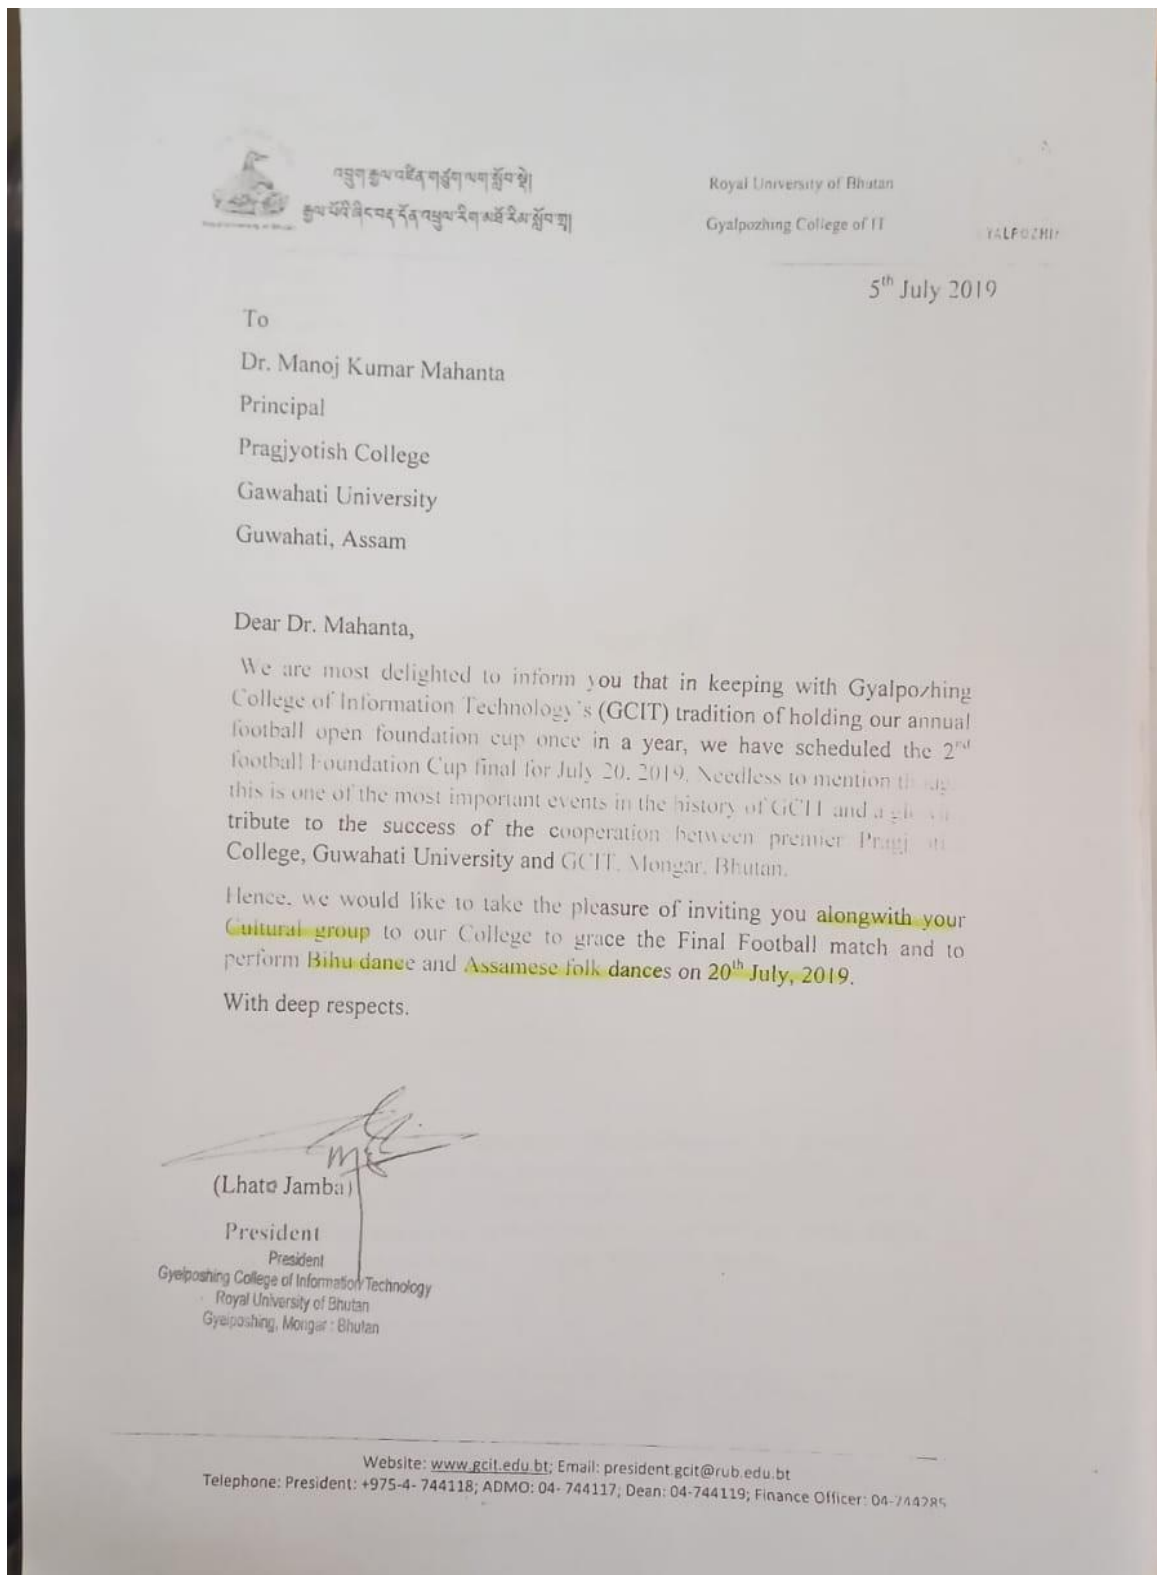 འབྲུག་རྒྱལ་འཛིན་གཙུག་ལག་སློབ་སྡེ།
རྒྱལ་པོའི་ཞིང་བརྡ་དོན་འཕྲུལ་རིག་མཐོ་རིམ་སློབ་གྲྭ།
Royal University of Bhutan
Gyalpozhing College of IT
5th July 2019
To
Dr. Manoj Kumar Mahanta
Principal
Pragjyotish College
Gawahati University
Guwahati, Assam
Dear Dr. Mahanta,
We are most delighted to inform you that in keeping with Gyalpozhing
College of Information Technology's (GCIT) tradition of holding our annual
football open foundation cup once in a year, we have scheduled the 2nd
football Foundation Cup final for July 20, 2019. Needless to mention
this is one of the most important events in the history of GCIT and a
tribute to the success of the cooperation between premier
College, Guwahati University and GCIT, Mongar, Bhutan.
Hence, we would like to take the pleasure of inviting you alongwith your
Cultural group to our College to grace the Final Football match and to
perform Bihu dance and Assamese folk dances on 20th July, 2019.
With deep respects.
(Lhato Jamba)
President
President
Gyelposhing College of Information Technology
Royal University of Bhutan
Gyelposhing, Mongar : Bhutan
Website: www.gcit.edu.bt; Email: president.gcit@rub.edu.bt
Telephone: President: +975-4- 744118; ADMO: 04- 744117; Dean: 04-744119; Finance Officer: 04-744285